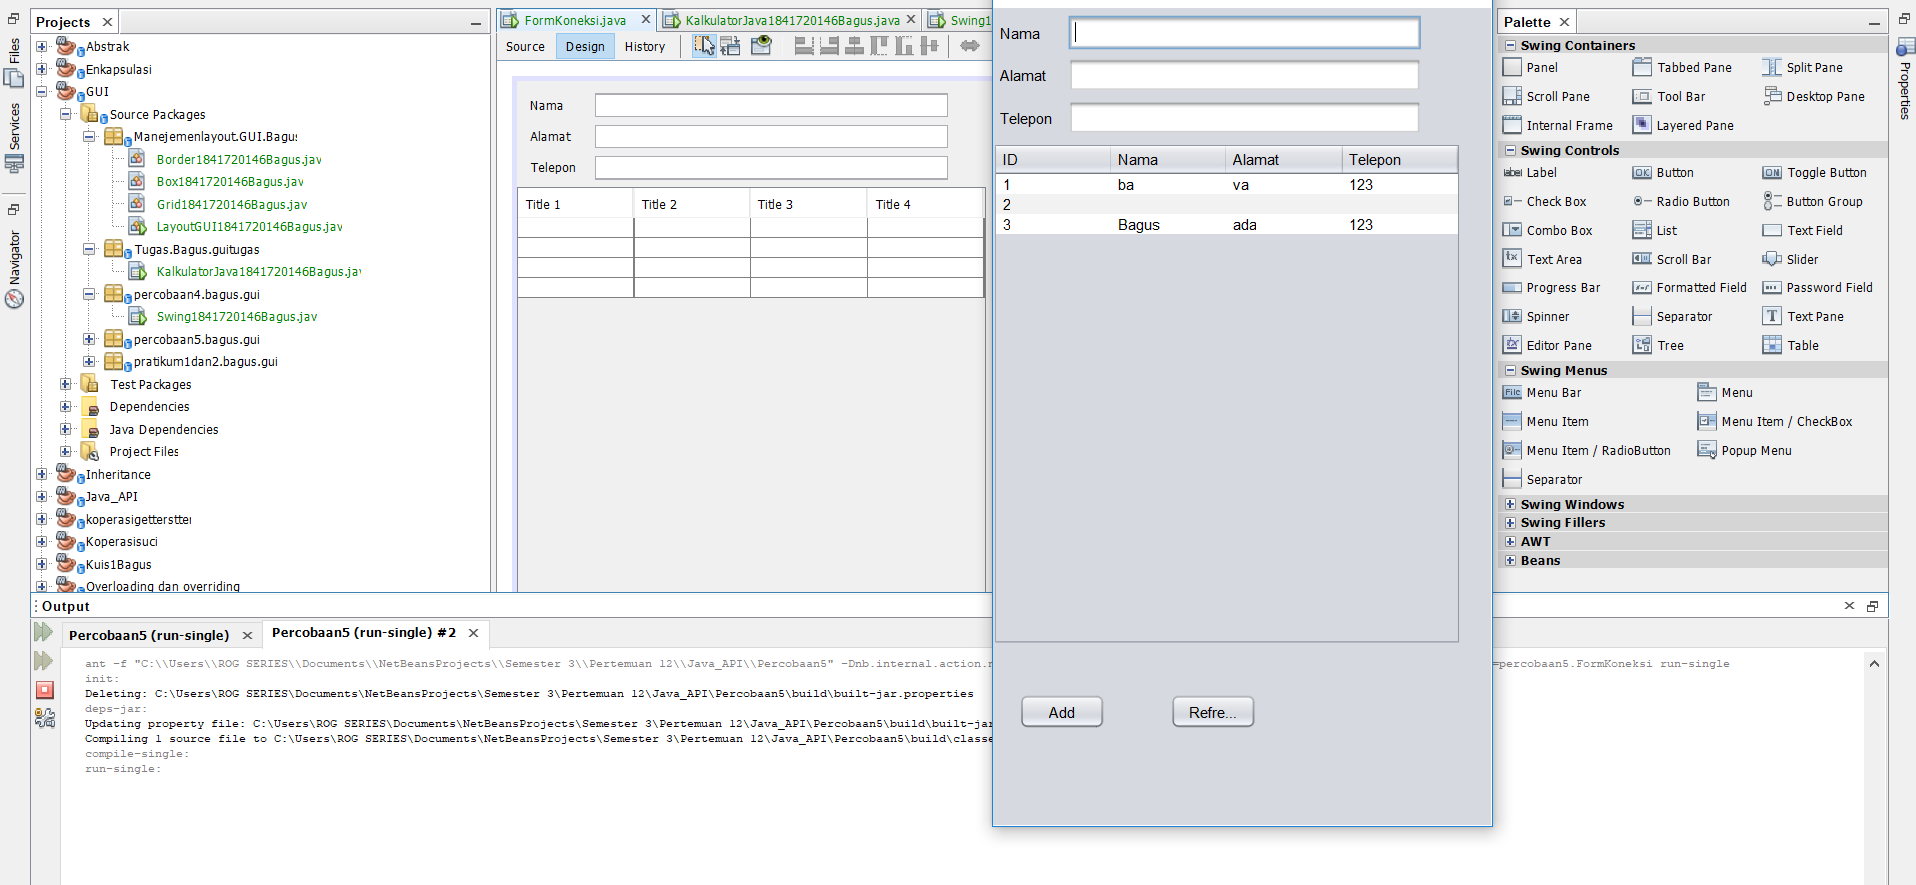 Projects
Files
Services
Navigator
Abstrak
Enkapsulasi
GUI
Source Packages
Manejemenlayout.GUI.Bagus
Border1841720146Bagus.jav
Box1841720146Bagus.jav
Grid1841720146Bagus.jav
LayoutGUI1841720146Bagus.jav
Tugas.Bagus.guitugas
KalkulatorJava1841720146Bagus.jav
percobaan4.bagus.gui
Swing1841720146Bagus.jav
percobaan5.bagus.gui
pratikum1dan2.bagus.gui
Test Packages
Dependencies
Java Dependencies
Project Files
Inheritance
Java_API
koperasigetterstter
Koperasisuci
Kuis1Bagus
Overloading dan overriding
FormKoneksi.java KalkulatorJava1841720146Bagus.java Swing1
Source Design History
Nama
Alamat
Telepon
Title 1 Title 2 Title 3 Title 4
Nama
Alamat
Telepon
ID Nama Alamat Telepon
1 ba va 123
2
3 Bagus ada 123
Add Refre...
Palette
Properties
Swing Containers
Panel Tabbed Pane Split Pane
Scroll Pane Tool Bar Desktop Pane
Internal Frame Layered Pane
Swing Controls
label Label OK Button ON Toggle Button
Check Box Radio Button Button Group
Combo Box List Text Field
Text Area Scroll Bar Slider
Progress Bar Formatted Field Password Field
Spinner Separator Text Pane
Editor Pane Tree Table
Swing Menus
File Menu Bar Menu
Menu Item Menu Item / CheckBox
Menu Item / RadioButton Popup Menu
Separator
Swing Windows
Swing Fillers
AWT
Beans
Output
Percobaan5 (run-single) Percobaan5 (run-single) #2
ant -f "C:\\Users\\ROG SERIES\\Documents\\NetBeansProjects\\Semester 3\\Pertemuan 12\\Java_API\\Percobaan5" -Dnb.internal.action.n =percobaan5.FormKoneksi run-single
init:
Deleting: C:\Users\ROG SERIES\Documents\NetBeansProjects\Semester 3\Pertemuan 12\Java_API\Percobaan5\build\built-jar.properties
deps-jar:
Updating property file: C:\Users\ROG SERIES\Documents\NetBeansProjects\Semester 3\Pertemuan 12\Java_API\Percobaan5\build\built-jar
Compiling 1 source file to C:\Users\ROG SERIES\Documents\NetBeansProjects\Semester 3\Pertemuan 12\Java_API\Percobaan5\build\classe
compile-single:
run-single: